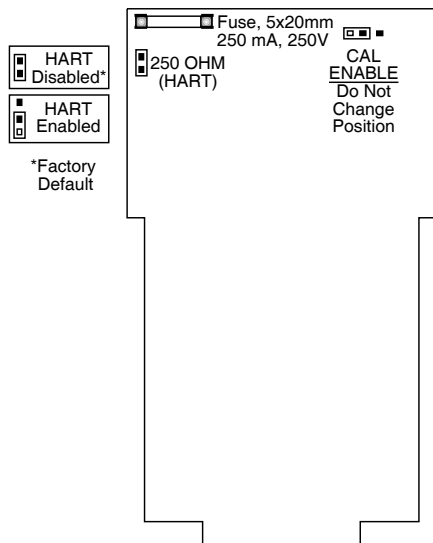 HART
Disabled*
HART
Enabled
*Factory
Default
Fuse, 5x20mm
250 mA, 250V
250 OHM
(HART)
CAL
ENABLE
Do Not
Change
Position